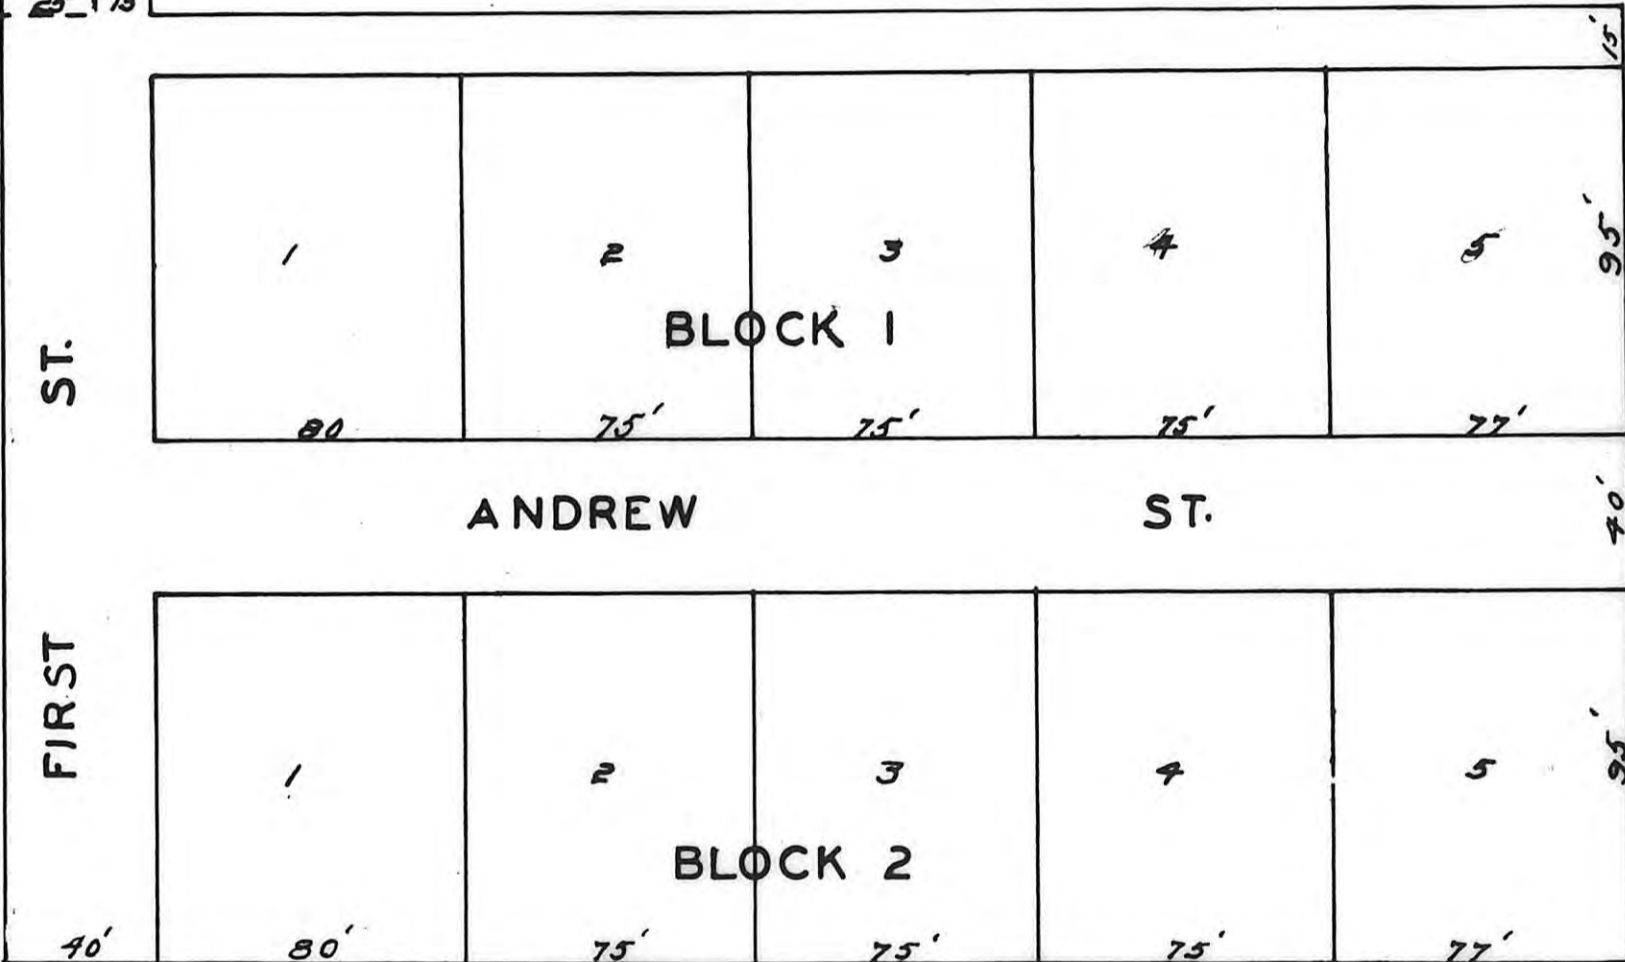 15'
1 2 3 4 5
95'
BLOCK 1
80 75' 75' 75' 77'
ST.
ANDREW ST.
40'
FIRST
1 2 3 4 5
95'
BLOCK 2
40' 80' 75' 75' 75' 77'